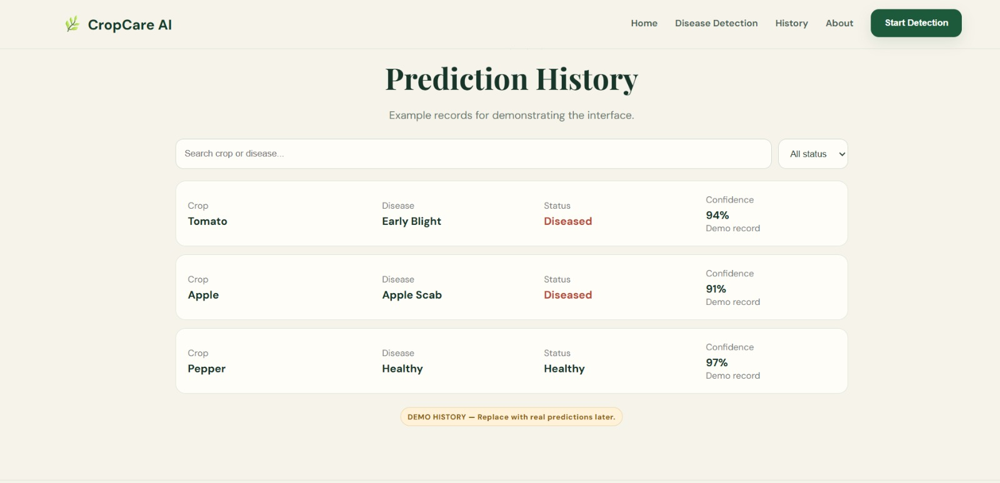 CropCare AI
Home Disease Detection History About Start Detection
Prediction History
Example records for demonstrating the interface.
Search crop or disease... All status
Crop Disease Status Confidence
Tomato Early Blight Diseased 94%
Demo record
Crop Disease Status Confidence
Apple Apple Scab Diseased 91%
Demo record
Crop Disease Status Confidence
Pepper Healthy Healthy 97%
Demo record
DEMO HISTORY — Replace with real predictions later.